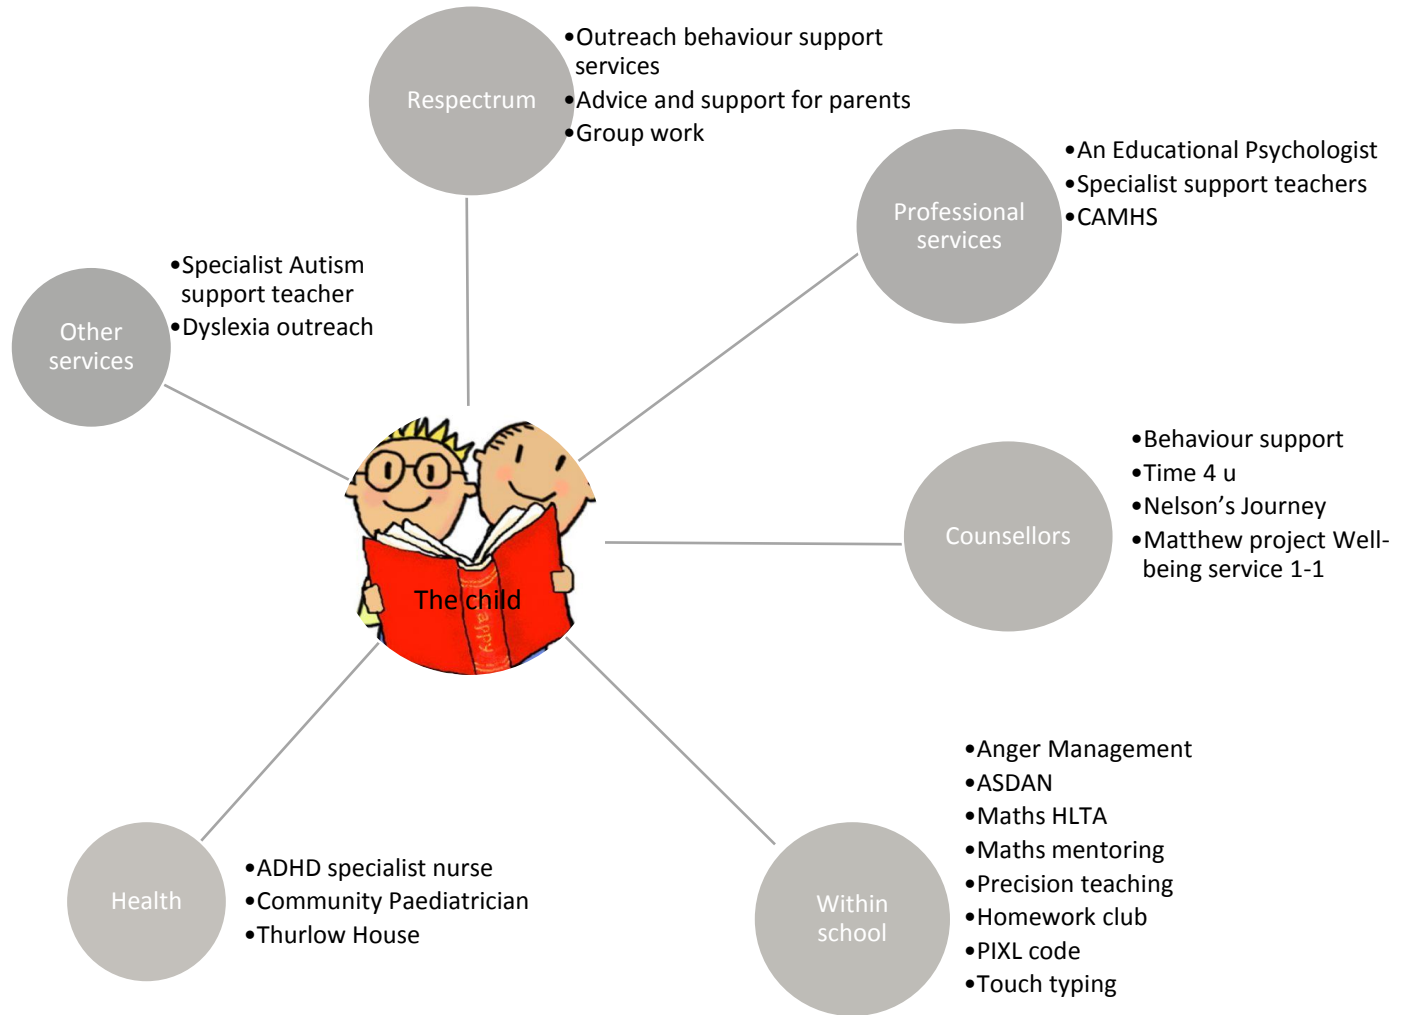 Respectrum
•Outreach behaviour support
services
•Advice and support for parents
•Group work
Professional
services
•An Educational Psychologist
•Specialist support teachers
•CAMHS
Other
services
•Specialist Autism
support teacher
•Dyslexia outreach
Counsellors
•Behaviour support
•Time 4 u
•Nelson’s Journey
•Matthew project Well-
being service 1-1
The child
appy
Health
•ADHD specialist nurse
•Community Paediatrician
•Thurlow House
Within
school
•Anger Management
•ASDAN
•Maths HLTA
•Maths mentoring
•Precision teaching
•Homework club
•PIXL code
•Touch typing